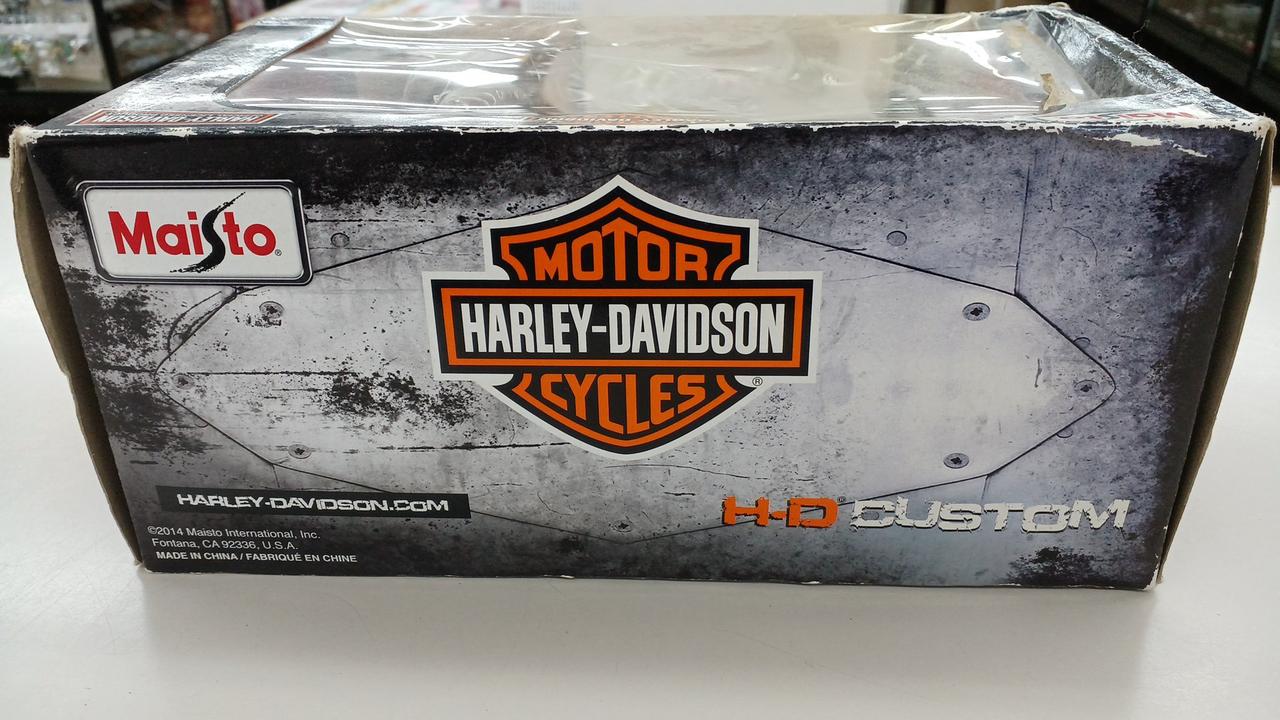 Maisto®
MOTOR
HARLEY-DAVIDSON
CYCLES
®
HARLEY-DAVIDSON.COM
H-D® CUSTOM
©2014 Maisto International, Inc.
Fontana, CA 92336, U.S.A.
MADE IN CHINA / FABRIQUÉ EN CHINE